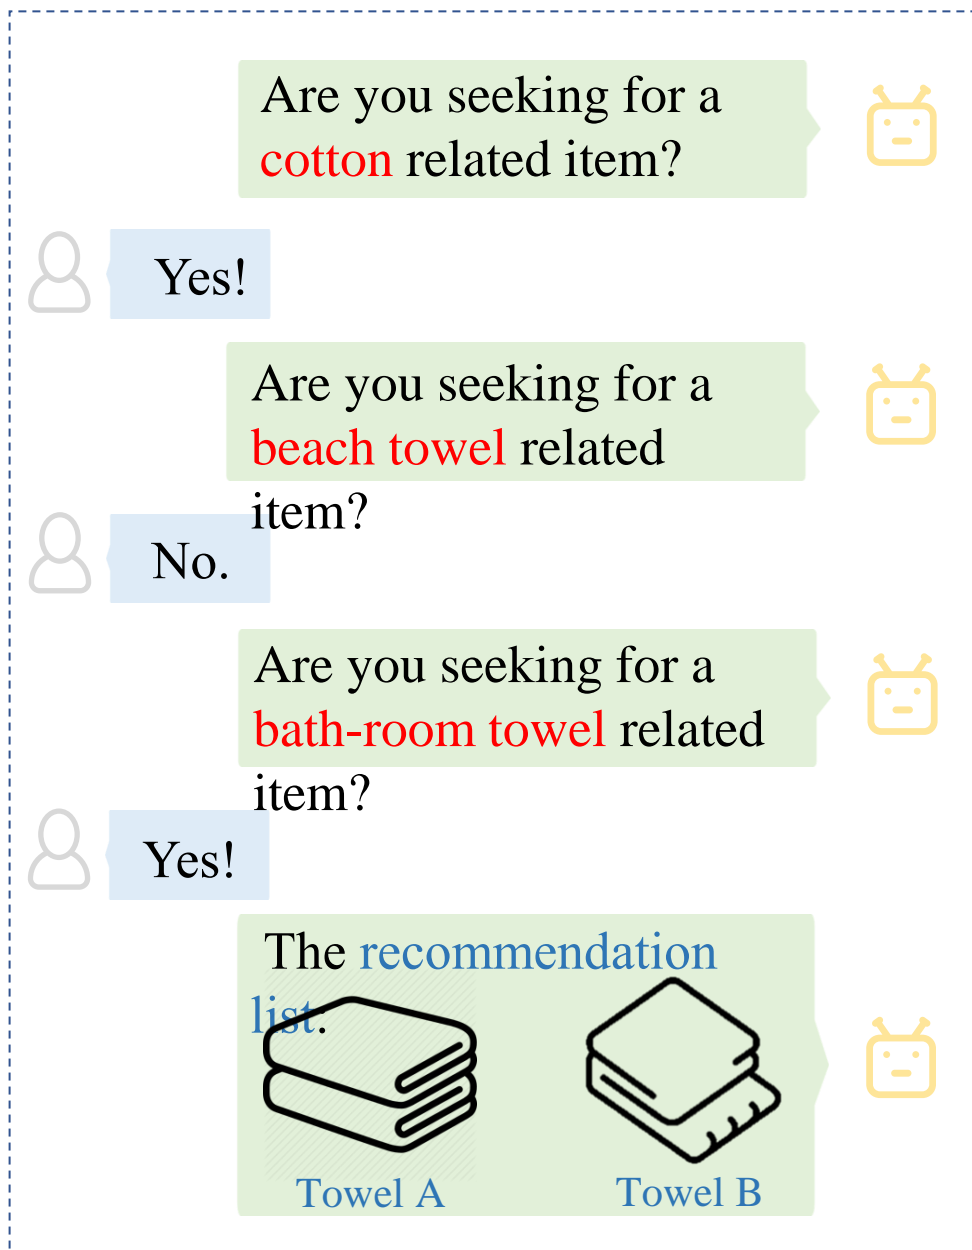 Are you seeking for a
cotton related item?
Yes!
Are you seeking for a
beach towel related
item?
No.
Are you seeking for a
bath-room towel related
item?
Yes!
The recommendation
list:
Towel A
Towel B